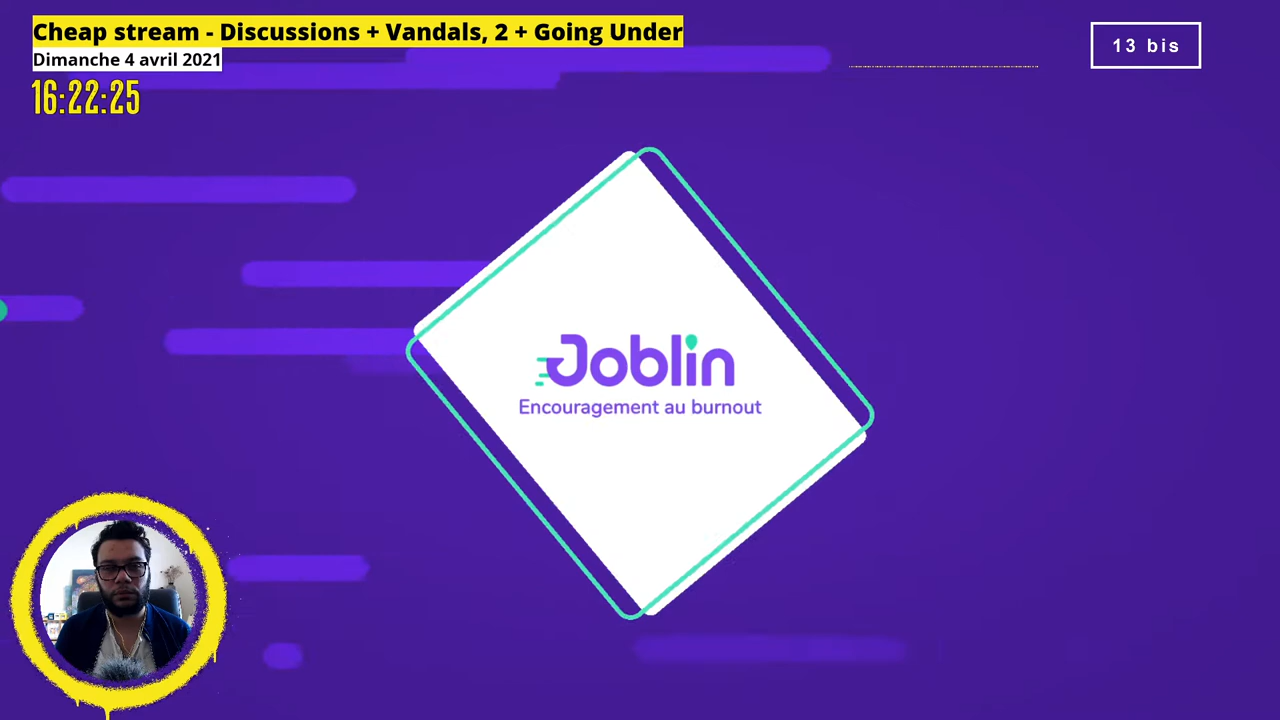 Cheap stream - Discussions + Vandals, 2 + Going Under
Dimanche 4 avril 2021
16:22:25
13 bis
Joblin
Encouragement au burnout